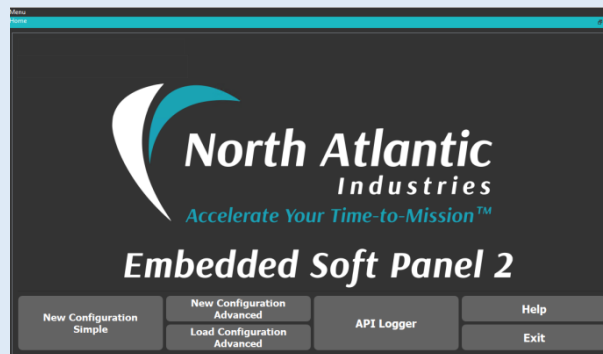 Menu
Home
North Atlantic
Industries
Accelerate Your Time-to-Mission™
Embedded Soft Panel 2
New Configuration
Simple
New Configuration
Advanced
Load Configuration
Advanced
API Logger
Help
Exit